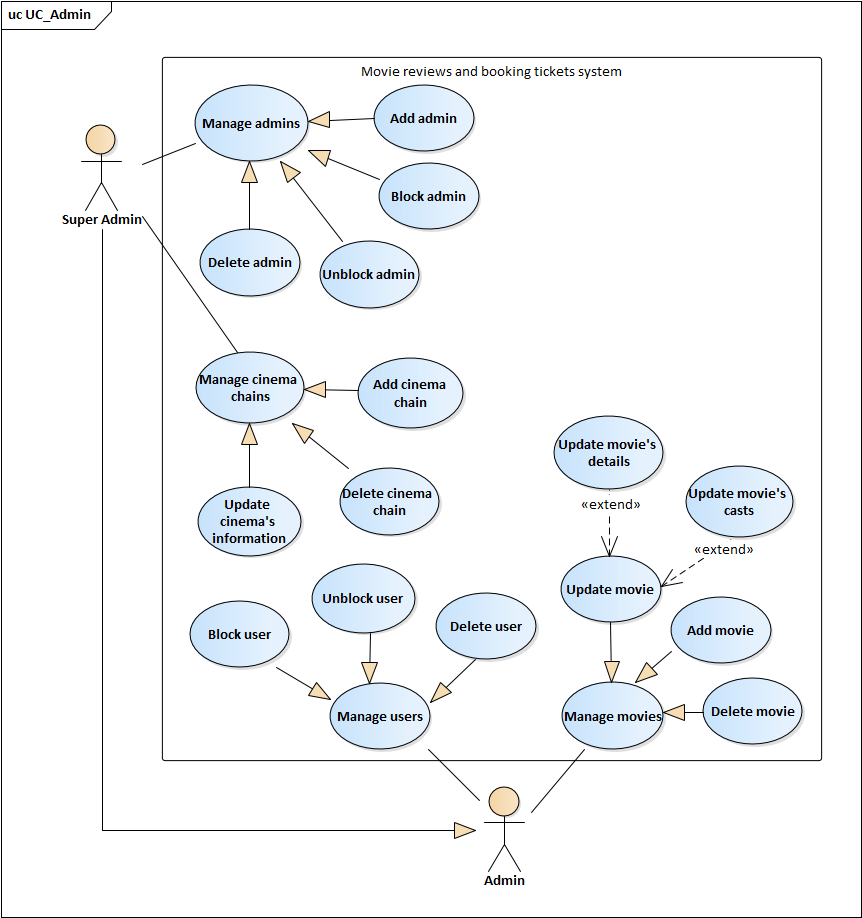 uc UC_Admin
Movie reviews and booking tickets system
Manage admins
Add admin
Block admin
Super Admin
Delete admin
Unblock admin
Manage cinema
chains
Add cinema
chain
Update movie's
details
Delete cinema
chain
Update movie's
casts
Update
cinema's
information
«extend»
«extend»
Update movie
Unblock user
Block user
Delete user
Add movie
Manage users
Manage movies
Delete movie
Admin